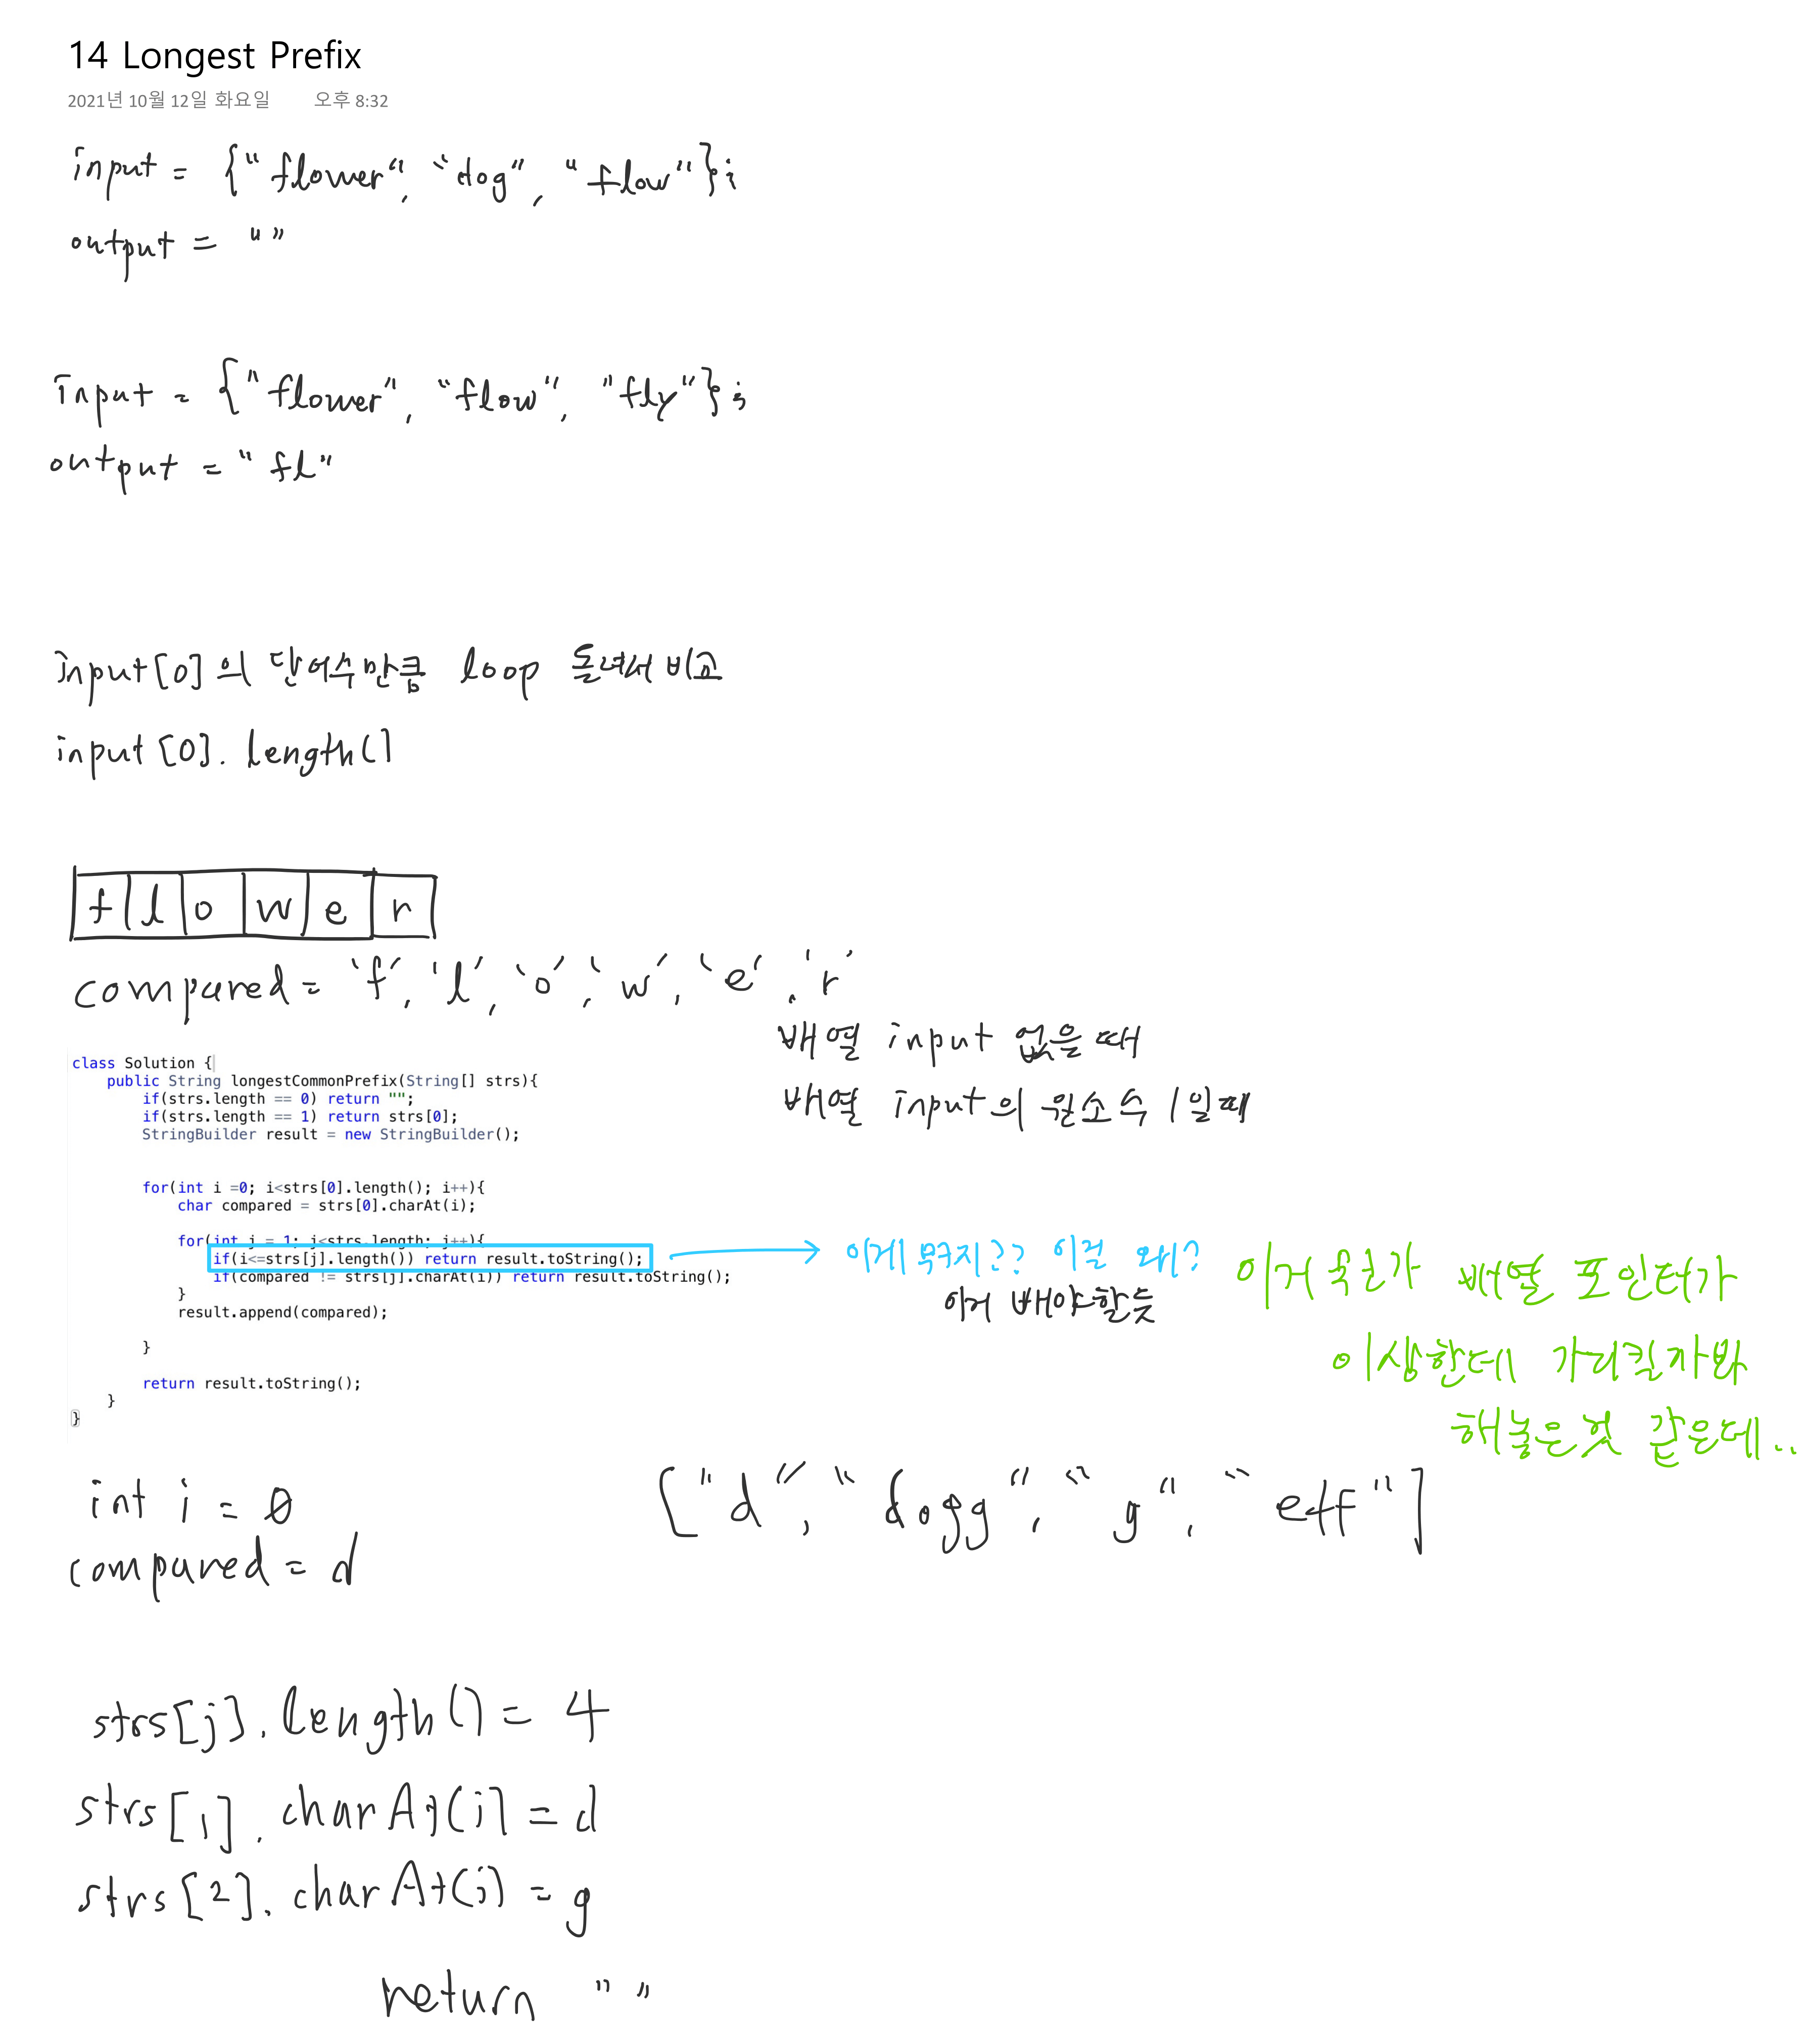 14 Longest Prefix
2021년 10월 12일 화요일 오후 8:32
input = {"flower", "dog", "flow"};
output = ""
input = {"flower", "flow", "fly"};
output = "fl"
input[0]의 단어수만큼 loop 돌려서 비교
input[0].length()
f l o w e r
compared = 'f', 'l', 'o', 'w', 'e', 'r'
배열 input 없을 때
배열 input의 원소 수 1일때
class Solution {
public String longestCommonPrefix(String[] strs){
if(strs.length == 0) return "";
if(strs.length == 1) return strs[0];
StringBuilder result = new StringBuilder();
for(int i =0; i<strs[0].length(); i++){
char compared = strs[0].charAt(i);
for(int j = 1; j<strs.length; j++){
if(i<=strs[j].length()) return result.toString();
if(compared != strs[j].charAt(i)) return result.toString();
}
result.append(compared);
}
return result.toString();
}
}
이게 뭐지?? 이걸 왜?
이거 빼야할듯
이거 뭔가 배열 포인터가
이상한데 가리킬까봐
해놓은것 같은데..
int i = 0
compared = d
["d", "dogg", "g", "eff"]
strs[j].length() = 4
strs[1].charAt(i) = d
strs[2].charAt(i) = g
return ""